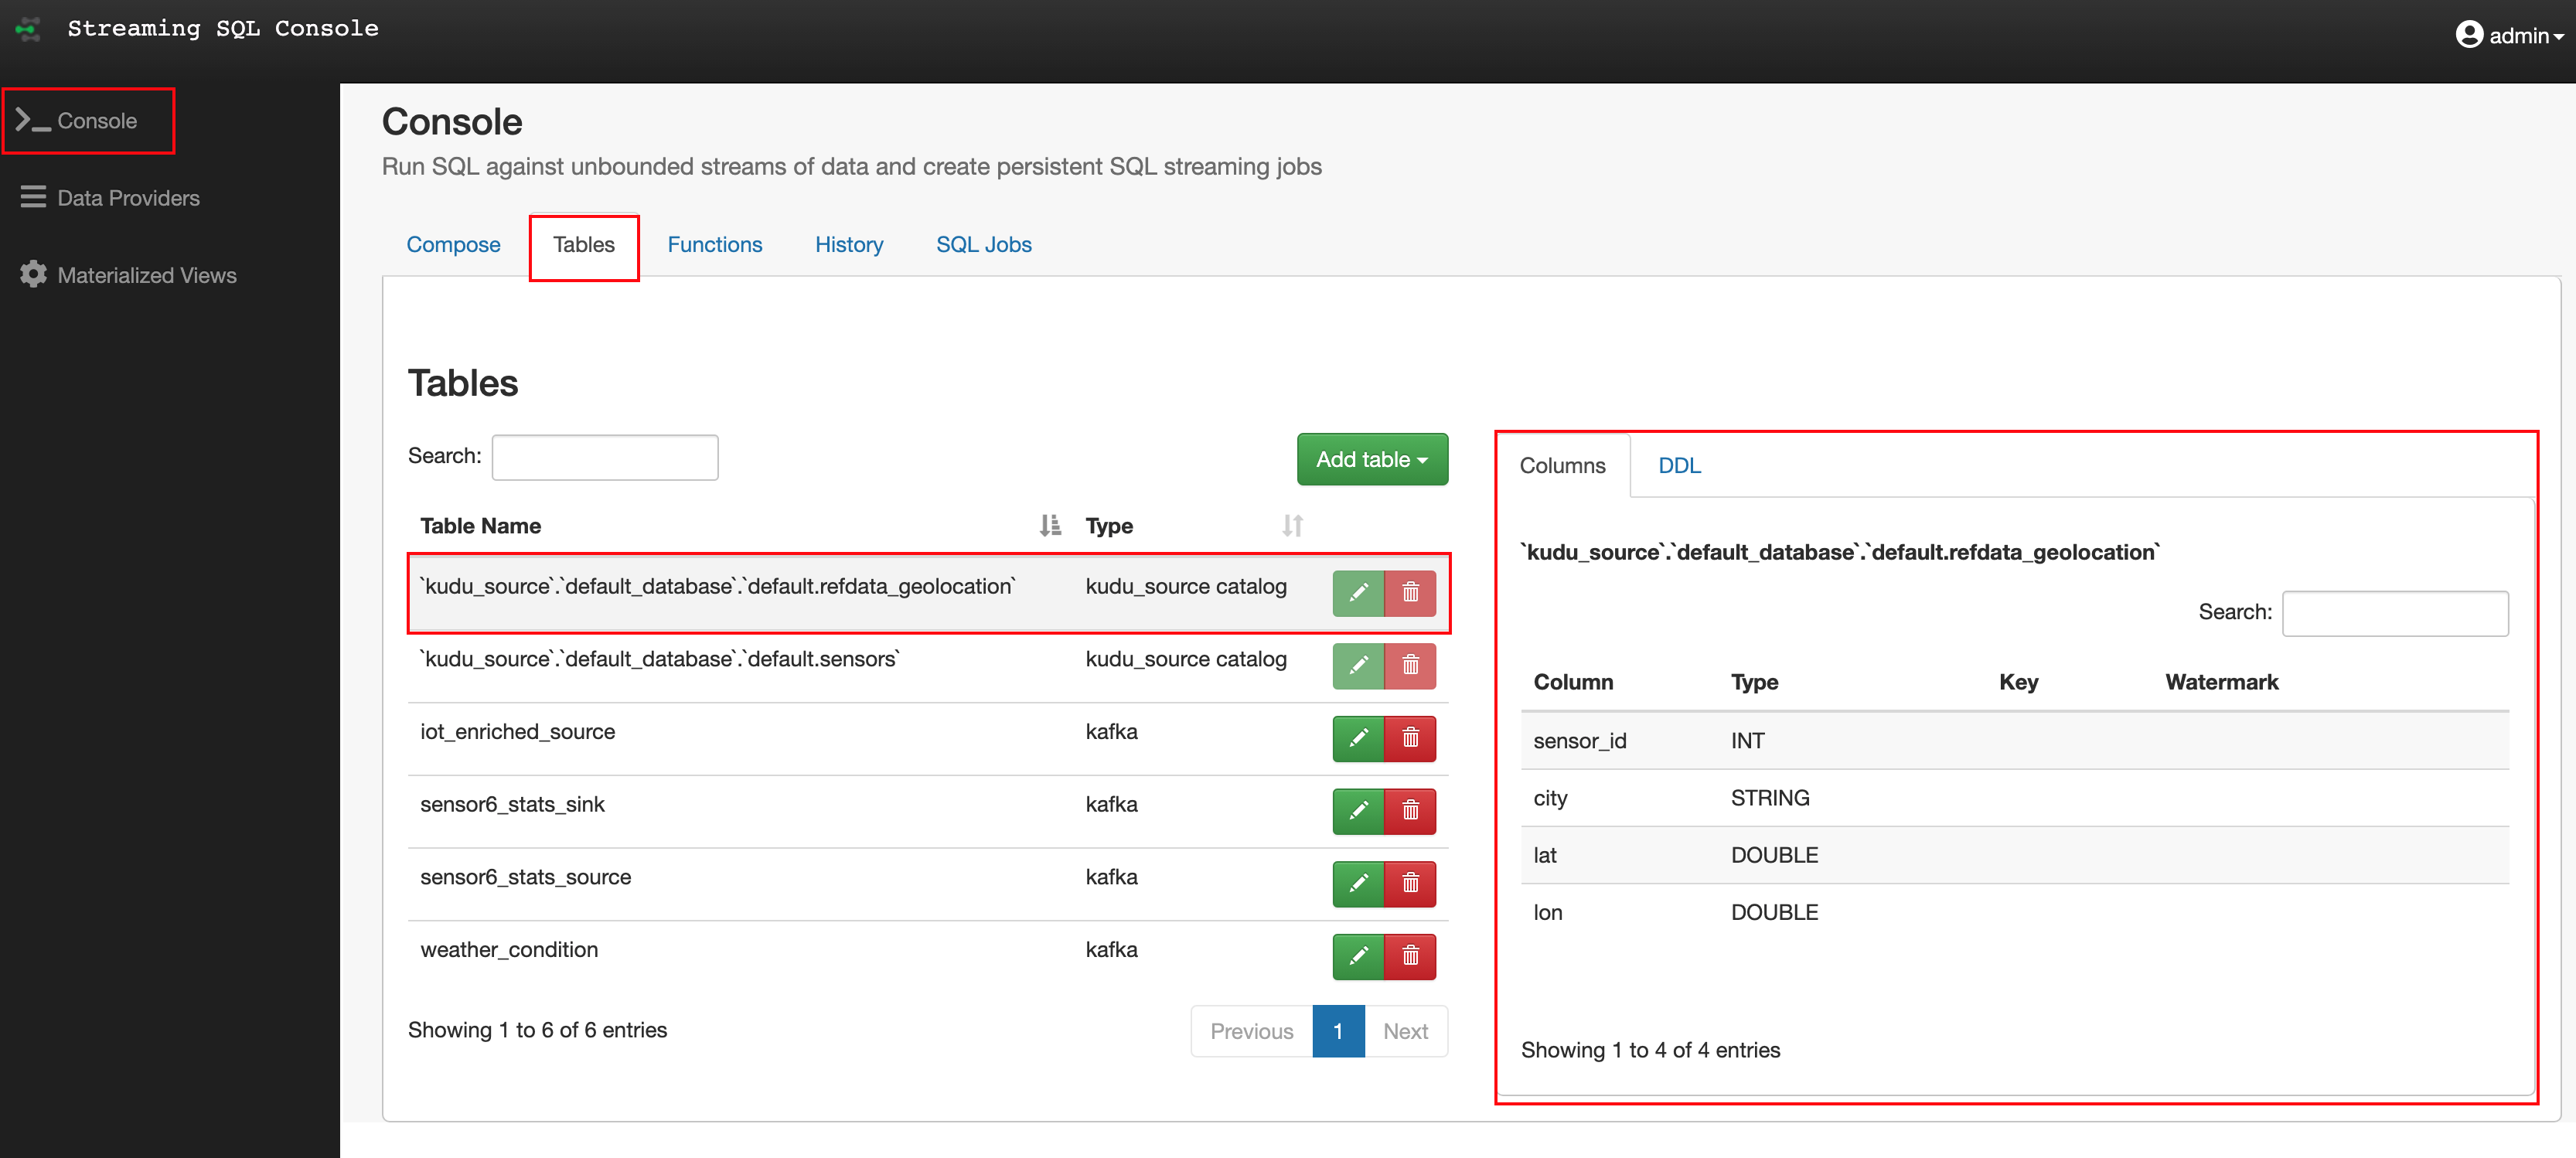 Streaming SQL Console
admin
Console
Data Providers
Materialized Views
Console
Run SQL against unbounded streams of data and create persistent SQL streaming jobs
Compose Tables Functions History SQL Jobs
Tables
Search: Add table
Table Name Type
`kudu_source`.`default_database`.`default.refdata_geolocation` kudu_source catalog
`kudu_source`.`default_database`.`default.sensors` kudu_source catalog
iot_enriched_source kafka
sensor6_stats_sink kafka
sensor6_stats_source kafka
weather_condition kafka
Showing 1 to 6 of 6 entries Previous 1 Next
Columns DDL
`kudu_source`.`default_database`.`default.refdata_geolocation`
Search:
Column Type Key Watermark
sensor_id INT
city STRING
lat DOUBLE
lon DOUBLE
Showing 1 to 4 of 4 entries